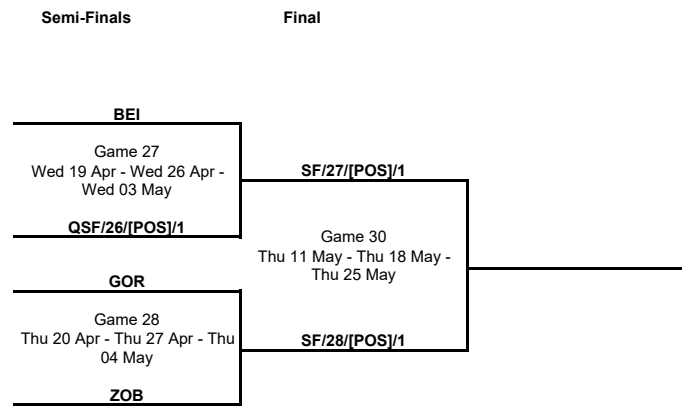 Semi-Finals
Final
BEI
Game 27
Wed 19 Apr - Wed 26 Apr -
Wed 03 May
SF/27/[POS]/1
QSF/26/[POS]/1
Game 30
Thu 11 May - Thu 18 May -
Thu 25 May
GOR
Game 28
Thu 20 Apr - Thu 27 Apr - Thu
04 May
SF/28/[POS]/1
ZOB